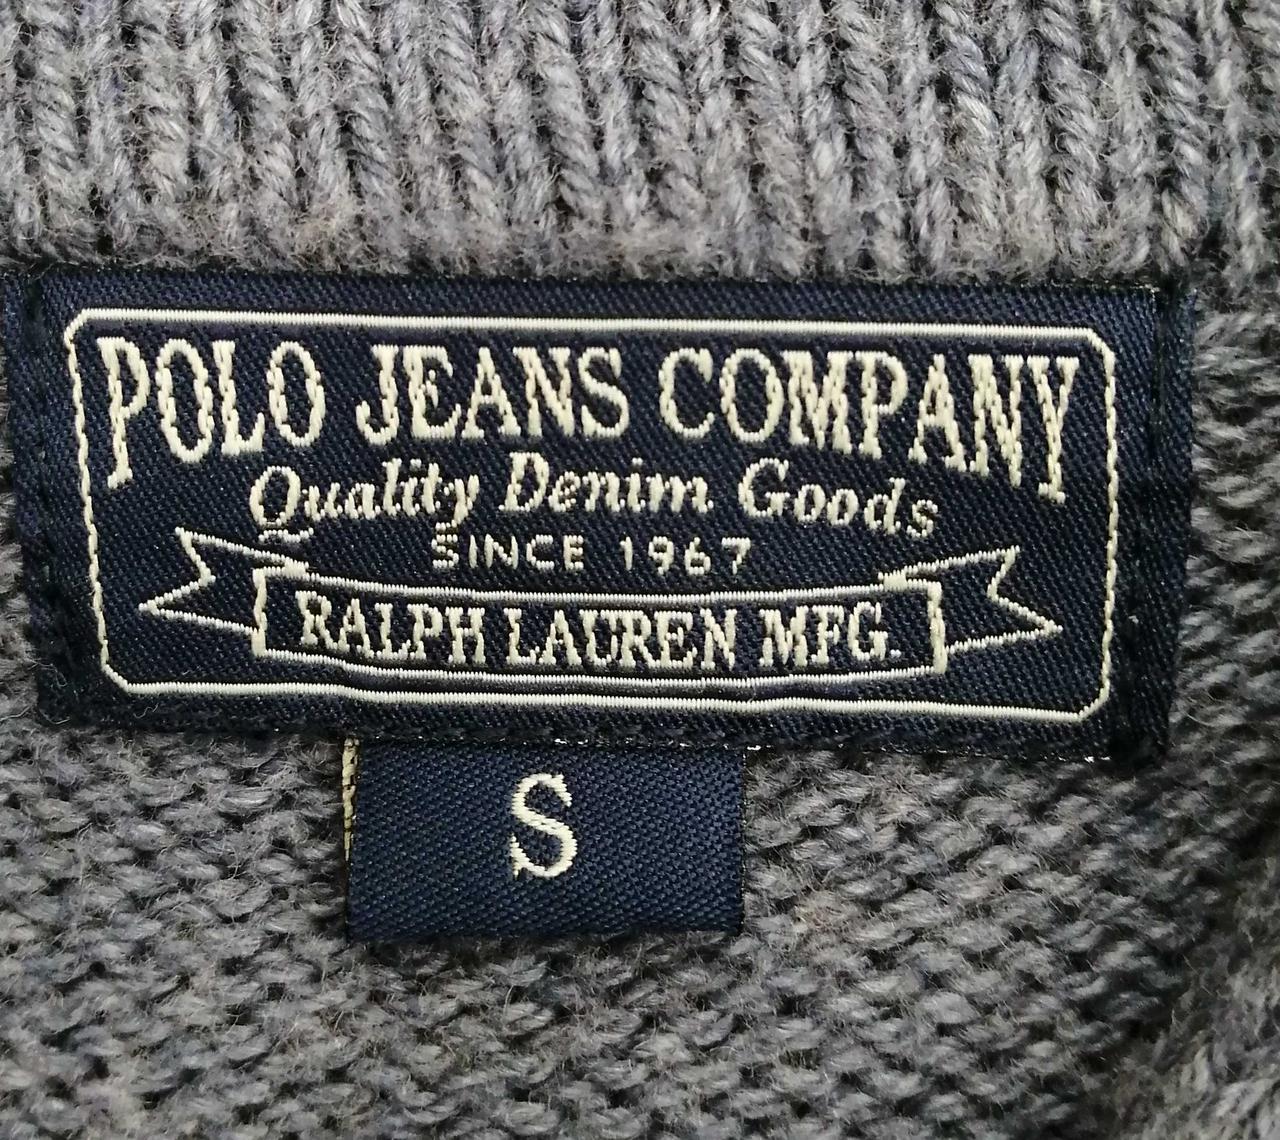 POLO JEANS COMPANY
Quality Denim Goods
SINCE 1967
RALPH LAUREN MFG.
S